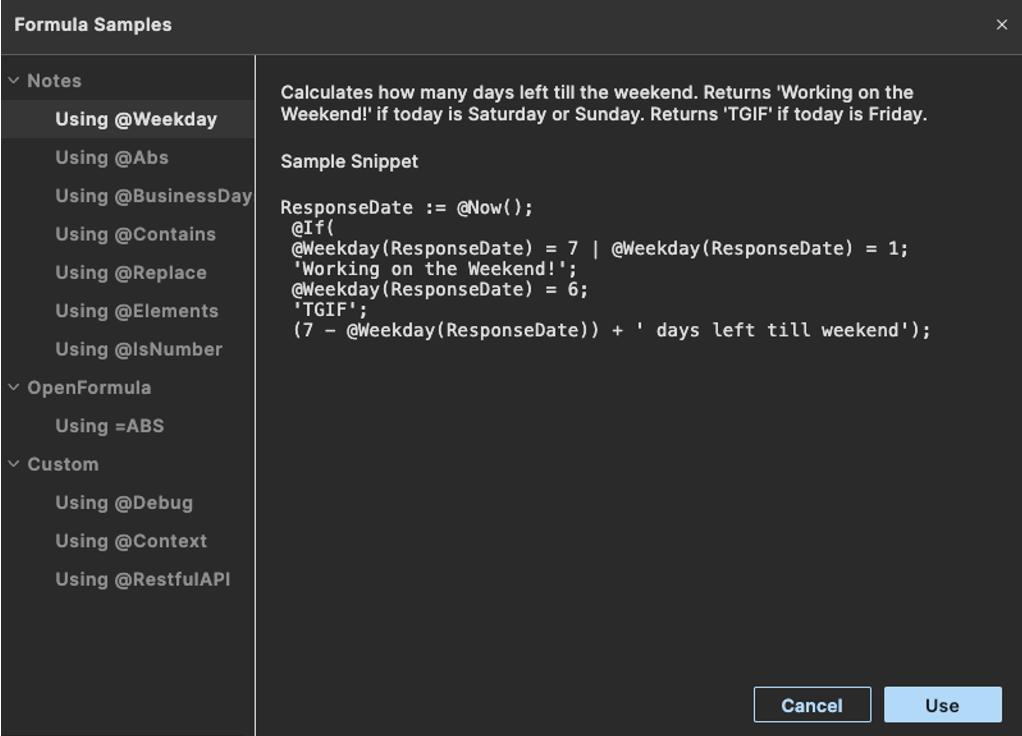 Formula Samples
Notes
Using @Weekday
Using @Abs
Using @BusinessDay
Using @Contains
Using @Replace
Using @Elements
Using @IsNumber
OpenFormula
Using =ABS
Custom
Using @Debug
Using @Context
Using @RestfulAPI
Calculates how many days left till the weekend. Returns 'Working on the
Weekend!' if today is Saturday or Sunday. Returns 'TGIF' if today is Friday.
Sample Snippet
ResponseDate := @Now();
@If(
@Weekday(ResponseDate) = 7 | @Weekday(ResponseDate) = 1;
'Working on the Weekend!';
@Weekday(ResponseDate) = 6;
'TGIF';
(7 - @Weekday(ResponseDate)) + ' days left till weekend');
Cancel
Use